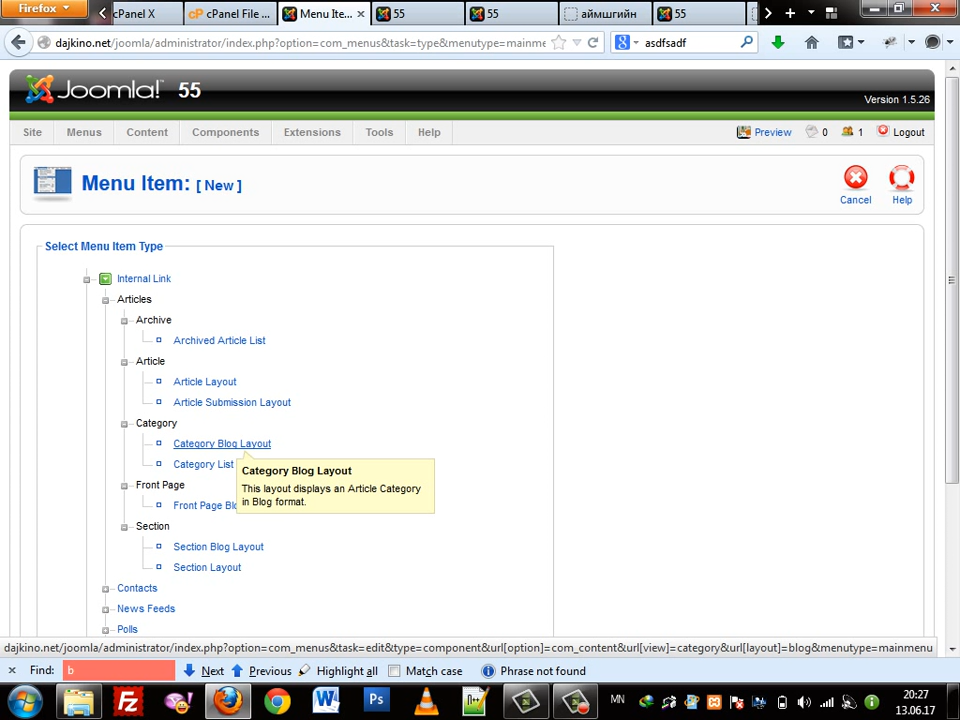 Firefox
cPanel X
cPanel File ...
Menu Ite...
55
55
аймшгийн
55
dajkino.net/joomla/administrator/index.php?option=com_menus&task=type&menutype=mainme
asdfsadf
Joomla! 55
Version 1.5.26
Site Menus Content Components Extensions Tools Help
Preview 0 1 Logout
Menu Item: [ New ]
Cancel Help
Select Menu Item Type
Internal Link
Articles
Archive
Archived Article List
Article
Article Layout
Article Submission Layout
Category
Category Blog Layout
Category List
Category Blog Layout
This layout displays an Article Category
in Blog format.
Front Page
Front Page Blo
Section
Section Blog Layout
Section Layout
Contacts
News Feeds
Polls
dajkino.net/joomla/administrator/index.php?option=com_menus&task=edit&type=component&url[option]=com_content&url[view]=category&url[layout]=blog&menutype=mainmenu
Find: b Next Previous Highlight all Match case Phrase not found
MN
20:27
13.06.17